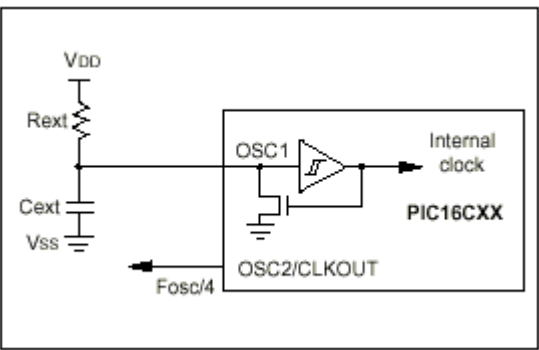 VDD
Rext
OSC1
Internal
clock
Cext
PIC16CXX
Vss
OSC2/CLKOUT
Fosc/4